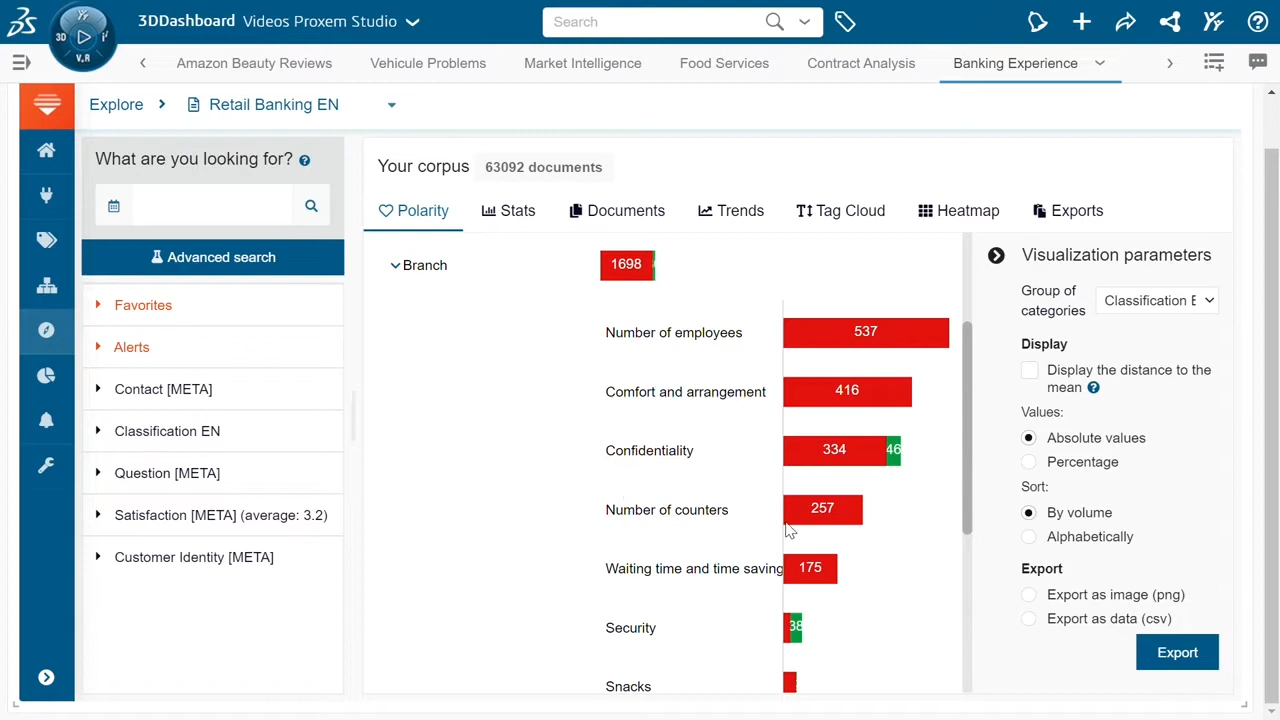 3DDashboard Videos Proxem Studio
Search
3D
V.R
Amazon Beauty Reviews
Vehicule Problems
Market Intelligence
Food Services
Contract Analysis
Banking Experience
Explore
Retail Banking EN
What are you looking for?
Advanced search
Favorites
Alerts
Contact [META]
Classification EN
Question [META]
Satisfaction [META] (average: 3.2)
Customer Identity [META]
Your corpus 63092 documents
Polarity
Stats
Documents
Trends
Tag Cloud
Heatmap
Exports
Branch 1698
Number of employees 537
Comfort and arrangement 416
Confidentiality 334 46
Number of counters 257
Waiting time and time saving 175
Security 38
Snacks
Visualization parameters
Group of
categories
Classification E
Display
Display the distance to the
mean
Values:
Absolute values
Percentage
Sort:
By volume
Alphabetically
Export
Export as image (png)
Export as data (csv)
Export